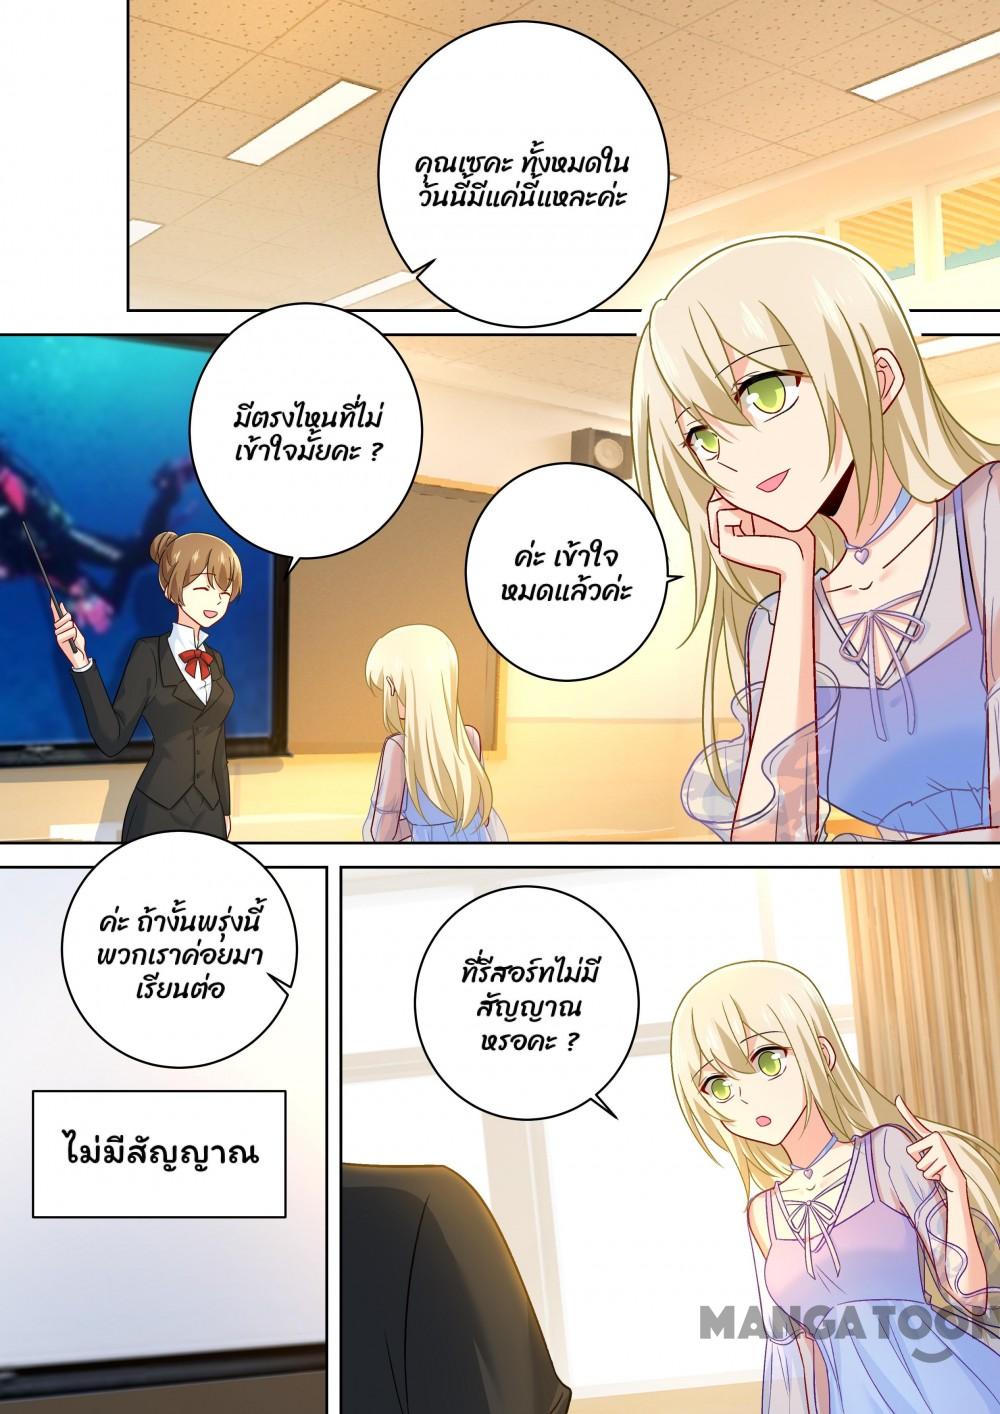 คุณเซคะ ทั้งหมดใน
วันนี้มีแค่นี้แหละค่ะ
มีตรงไหนที่ไม่
เข้าใจมั้ยคะ ?
ค่ะ เข้าใจ
หมดแล้วค่ะ
ค่ะ ถ้างั้นพรุ่งนี้
พวกเราค่อยมา
เรียนต่อ
ไม่มีสัญญาณ
ที่รีสอร์ทไม่มี
สัญญาณ
หรอคะ ?
MANGATOON